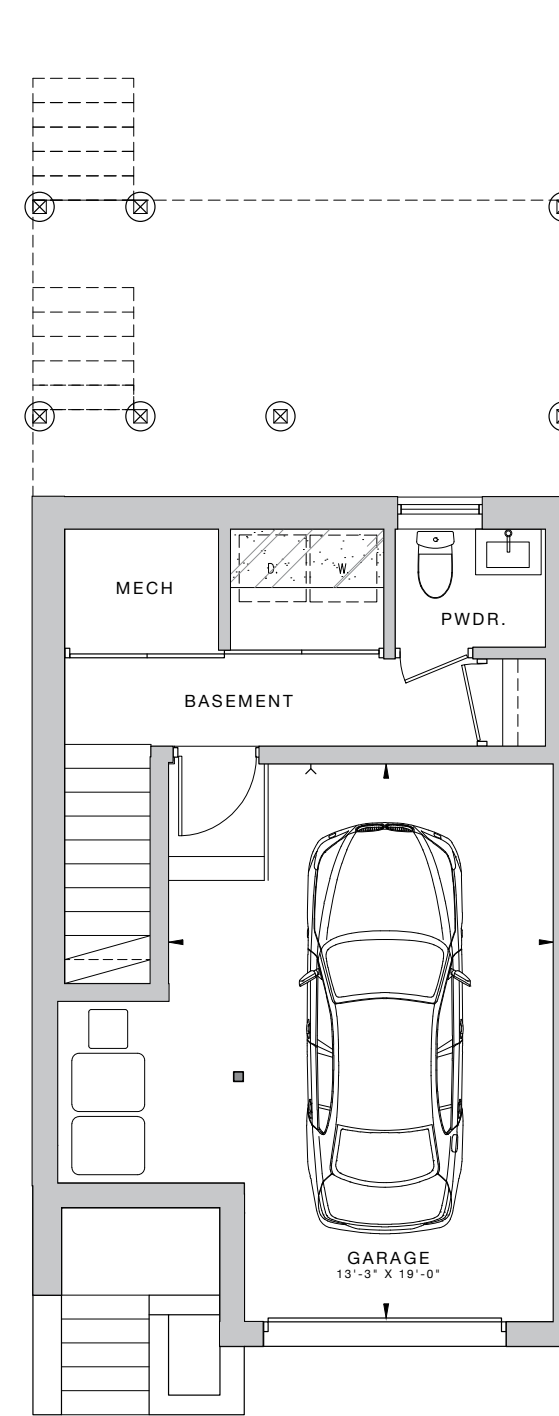 D. W.
MECH
PWDR.
BASEMENT
GARAGE
13'-3" X 19'-0"